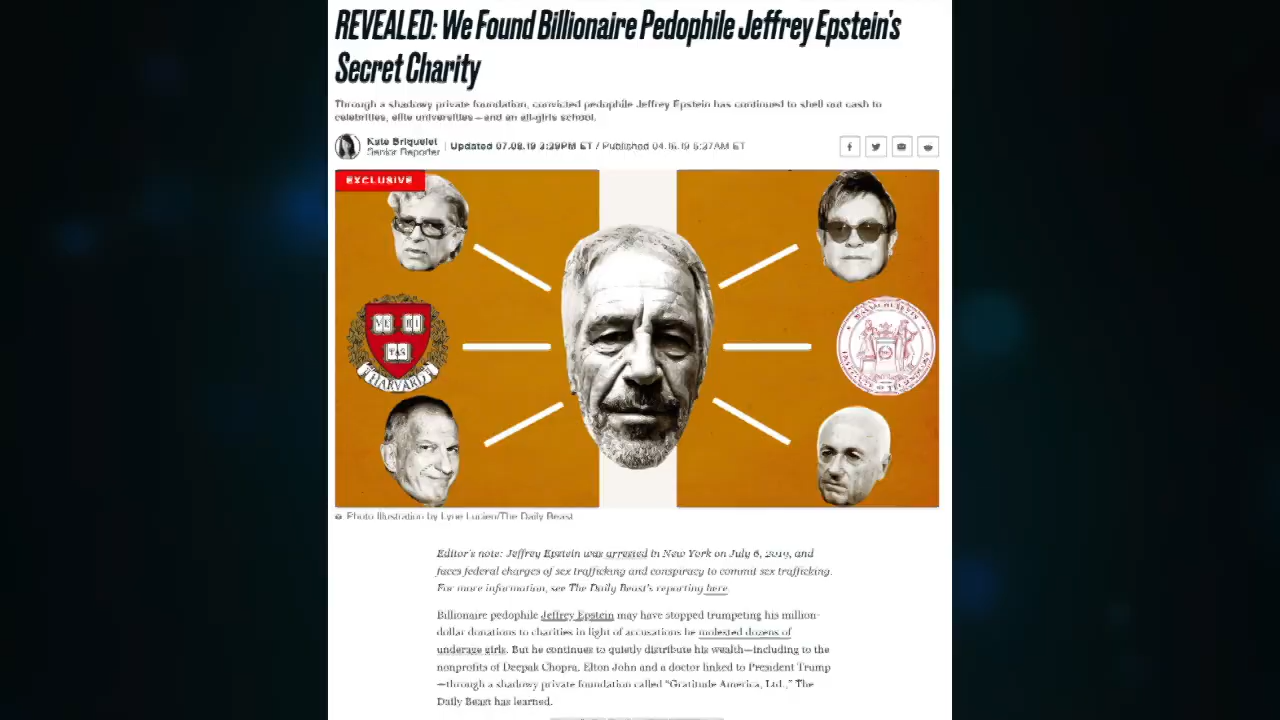 REVEALED: We Found Billionaire Pedophile Jeffrey Epstein's
Secret Charity
Through a shadowy private foundation, convicted pedophile Jeffrey Epstein has continued to shell out cash to
celebrities, elite universities—and an all-girls school.
Kate Briquelet
Senior Reporter
Updated 07.08.19 3:39PM ET / Published 04.16.19 5:37AM ET
EXCLUSIVE
VE RI
TAS
HARVARD
MASSACHUSETTS
INSTITUTE OF TECHNOLOGY
Photo Illustration by Lyne Lucien/The Daily Beast
Editor's note: Jeffrey Epstein was arrested in New York on July 6, 2019, and
faces federal charges of sex trafficking and conspiracy to commit sex trafficking.
For more information, see The Daily Beast's reporting here.
Billionaire pedophile Jeffrey Epstein may have stopped trumpeting his million-
dollar donations to charities in light of accusations he molested dozens of
underage girls. But he continues to quietly distribute his wealth—including to the
nonprofits of Deepak Chopra, Elton John and a doctor linked to President Trump
—through a shadowy private foundation called "Gratitude America, Ltd.," The
Daily Beast has learned.